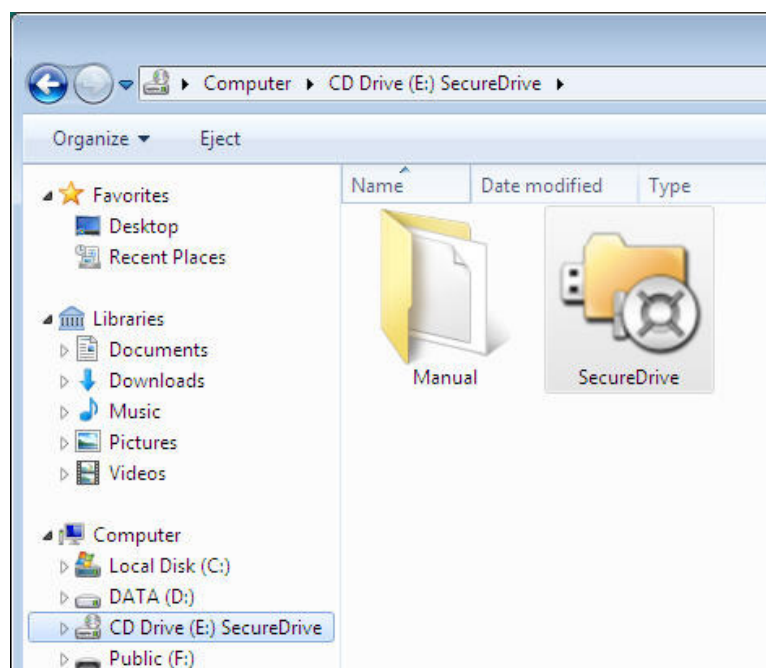 Computer CD Drive (E:) SecureDrive
Organize Eject
Favorites
Desktop
Recent Places
Libraries
Documents
Downloads
Music
Pictures
Videos
Computer
Local Disk (C:)
DATA (D:)
CD Drive (E:) SecureDrive
Public (F:)
Name Date modified Type
Manual SecureDrive